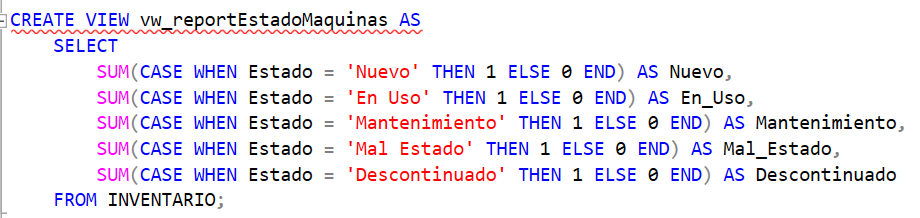 CREATE VIEW vw_reportEstadoMaquinas AS
SELECT
SUM(CASE WHEN Estado = 'Nuevo' THEN 1 ELSE 0 END) AS Nuevo,
SUM(CASE WHEN Estado = 'En Uso' THEN 1 ELSE 0 END) AS En_Uso,
SUM(CASE WHEN Estado = 'Mantenimiento' THEN 1 ELSE 0 END) AS Mantenimiento,
SUM(CASE WHEN Estado = 'Mal Estado' THEN 1 ELSE 0 END) AS Mal_Estado,
SUM(CASE WHEN Estado = 'Descontinuado' THEN 1 ELSE 0 END) AS Descontinuado
FROM INVENTARIO;